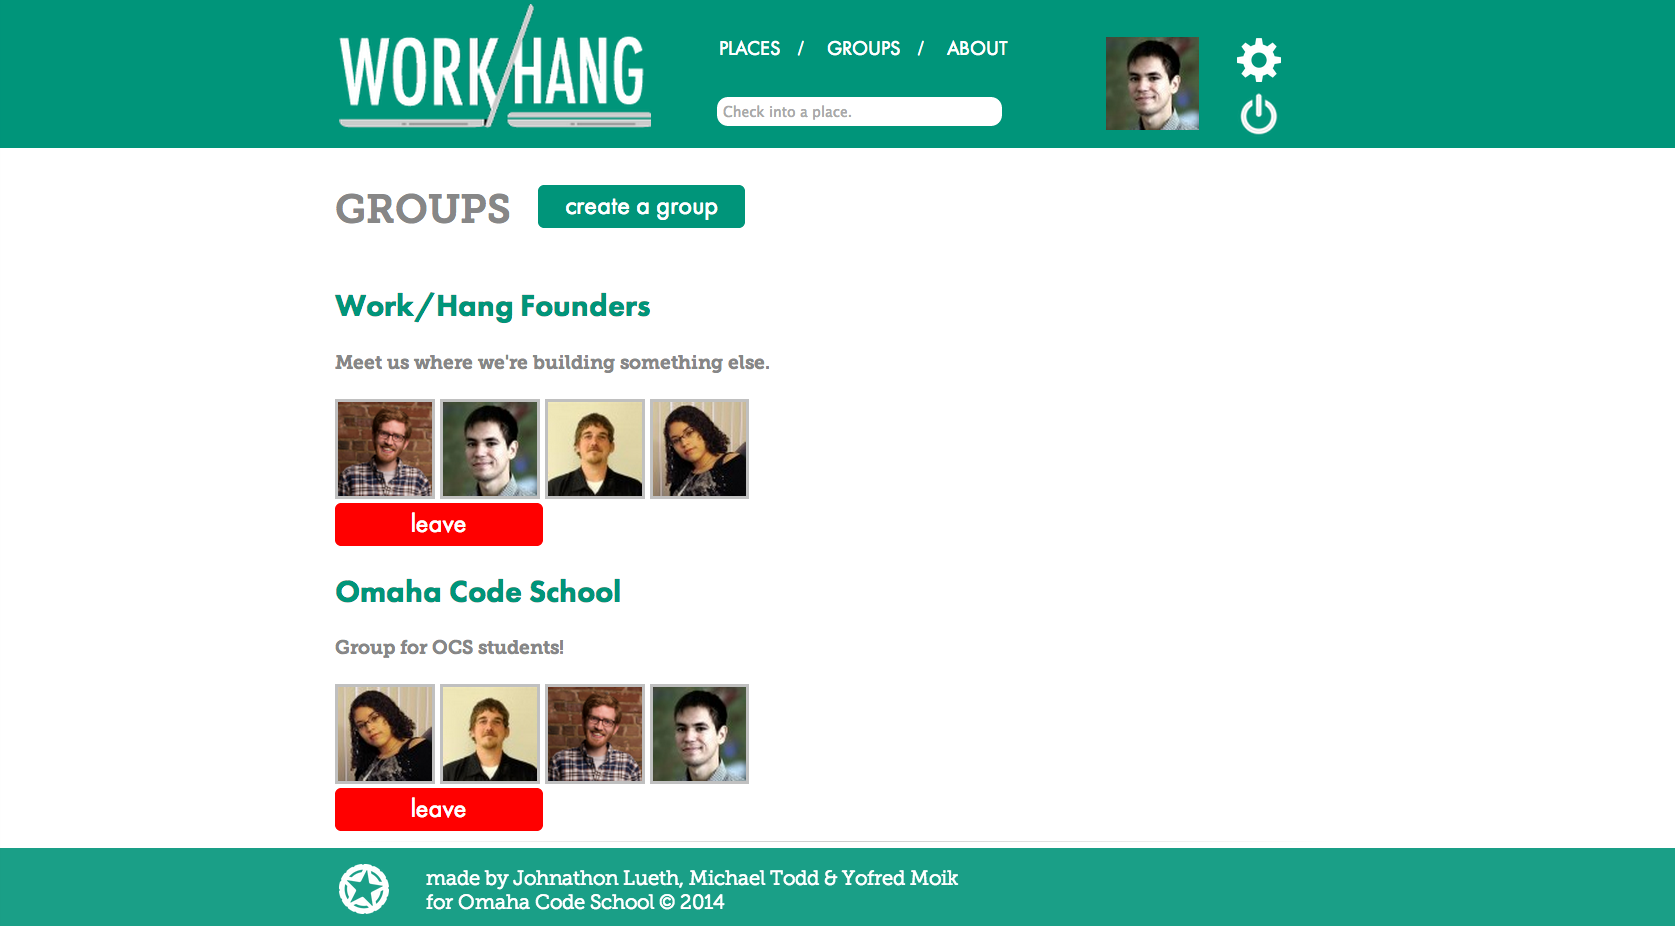 WORK/HANG
PLACES / GROUPS / ABOUT
Check into a place.
GROUPS
create a group
Work/Hang Founders
Meet us where we're building something else.
leave
Omaha Code School
Group for OCS students!
leave
made by Johnathon Lueth, Michael Todd & Yofred Moik
for Omaha Code School © 2014